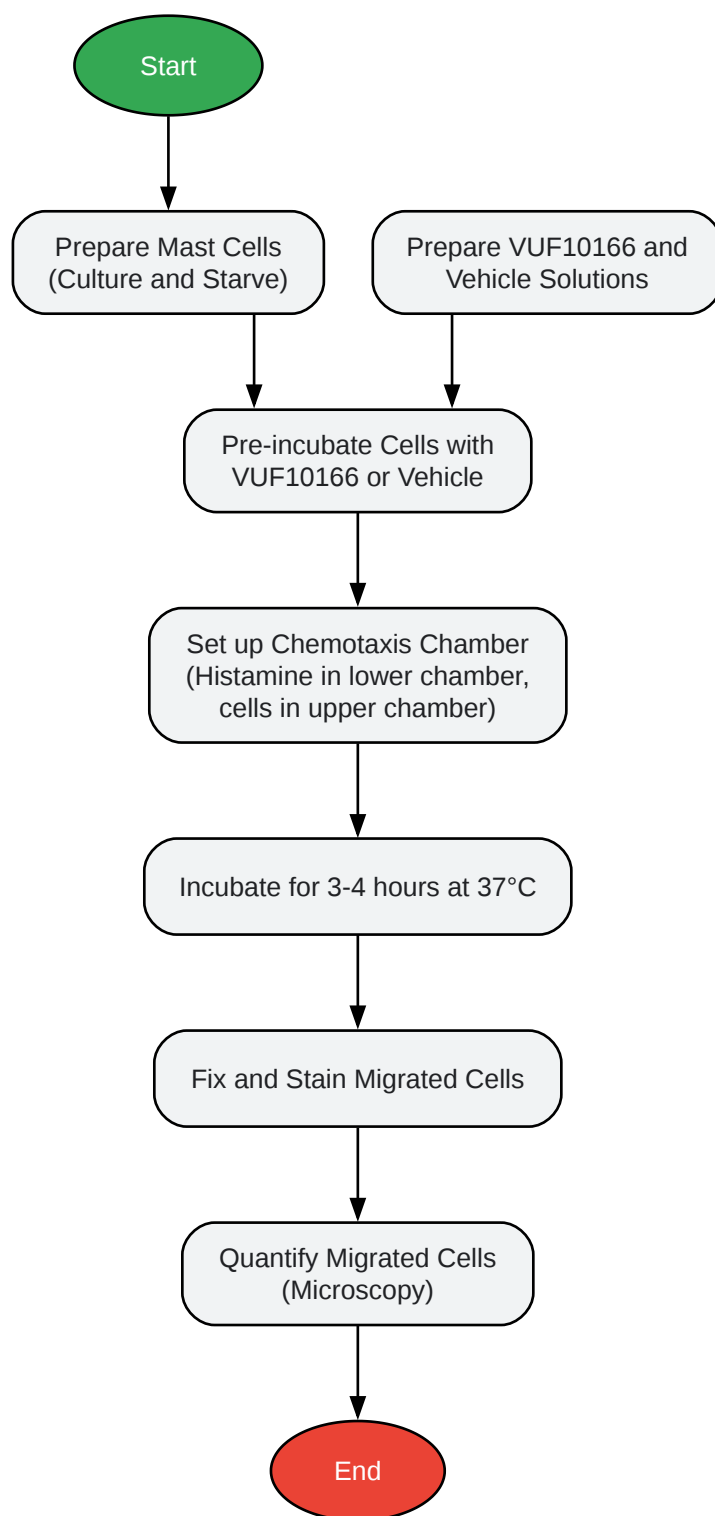 Start
Prepare Mast Cells
(Culture and Starve)
Prepare VUF10166 and
Vehicle Solutions
Pre-incubate Cells with
VUF10166 or Vehicle
Set up Chemotaxis Chamber
(Histamine in lower chamber,
cells in upper chamber)
Incubate for 3-4 hours at 37°C
Fix and Stain Migrated Cells
Quantify Migrated Cells
(Microscopy)
End